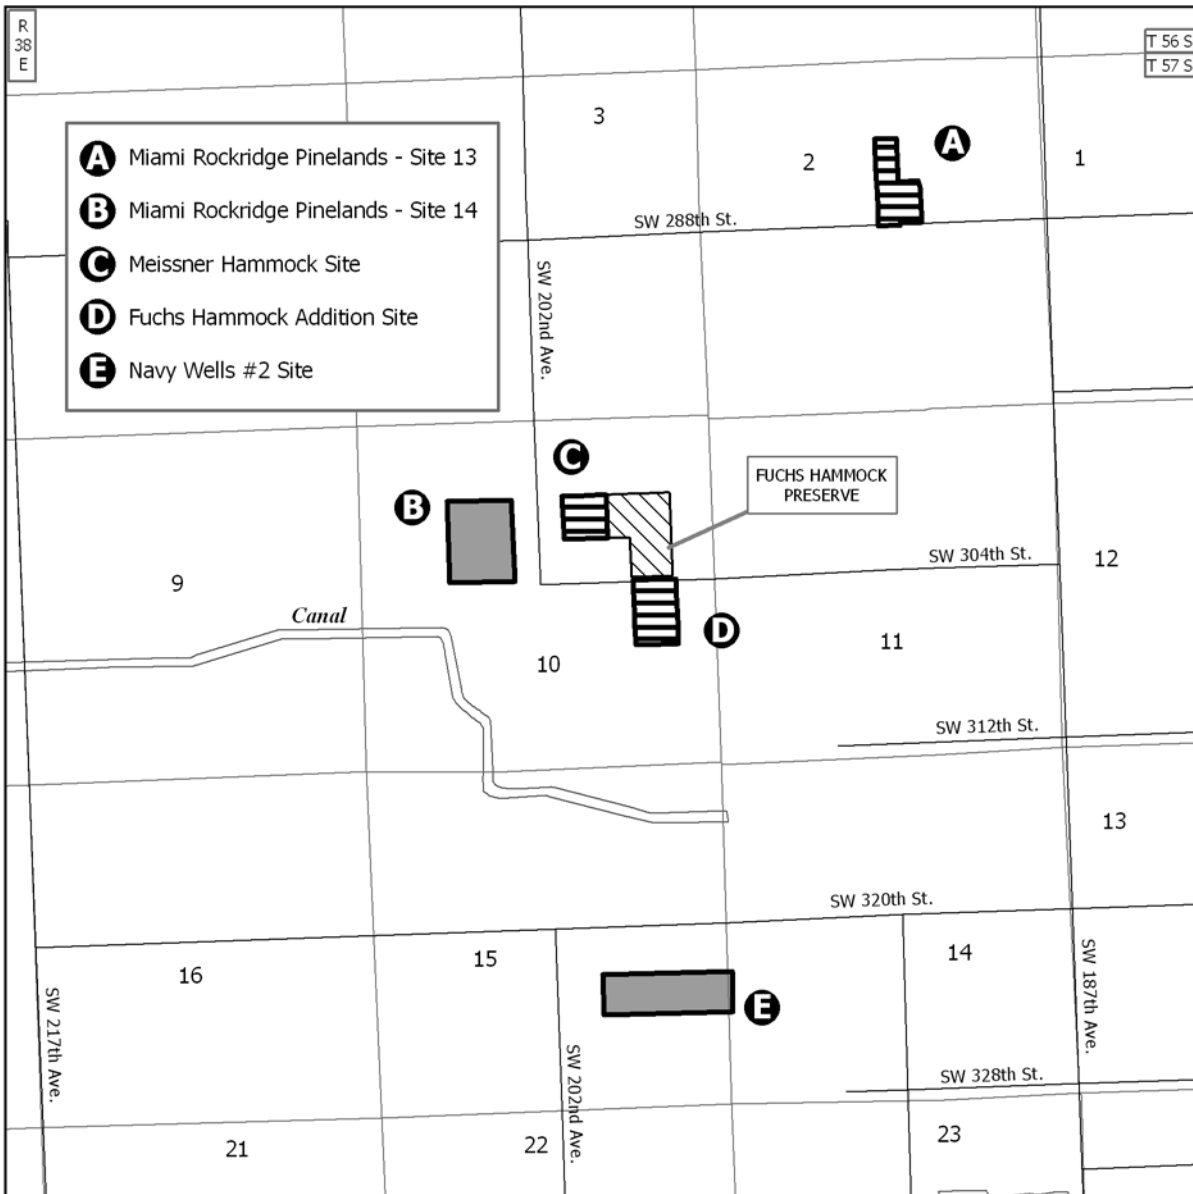 R
38
E
T 56 S
T 57 S
3
2
A
1
A Miami Rockridge Pinelands - Site 13
B Miami Rockridge Pinelands - Site 14
C Meissner Hammock Site
D Fuchs Hammock Addition Site
E Navy Wells #2 Site
SW 288th St.
SW 202nd Ave.
C
FUCHS HAMMOCK
PRESERVE
B
SW 304th St.
12
9
Canal
D
11
10
SW 312th St.
13
SW 320th St.
15
14
16
SW 217th Ave.
E
SW 187th Ave.
SW 202nd Ave.
SW 328th St.
21
22
23